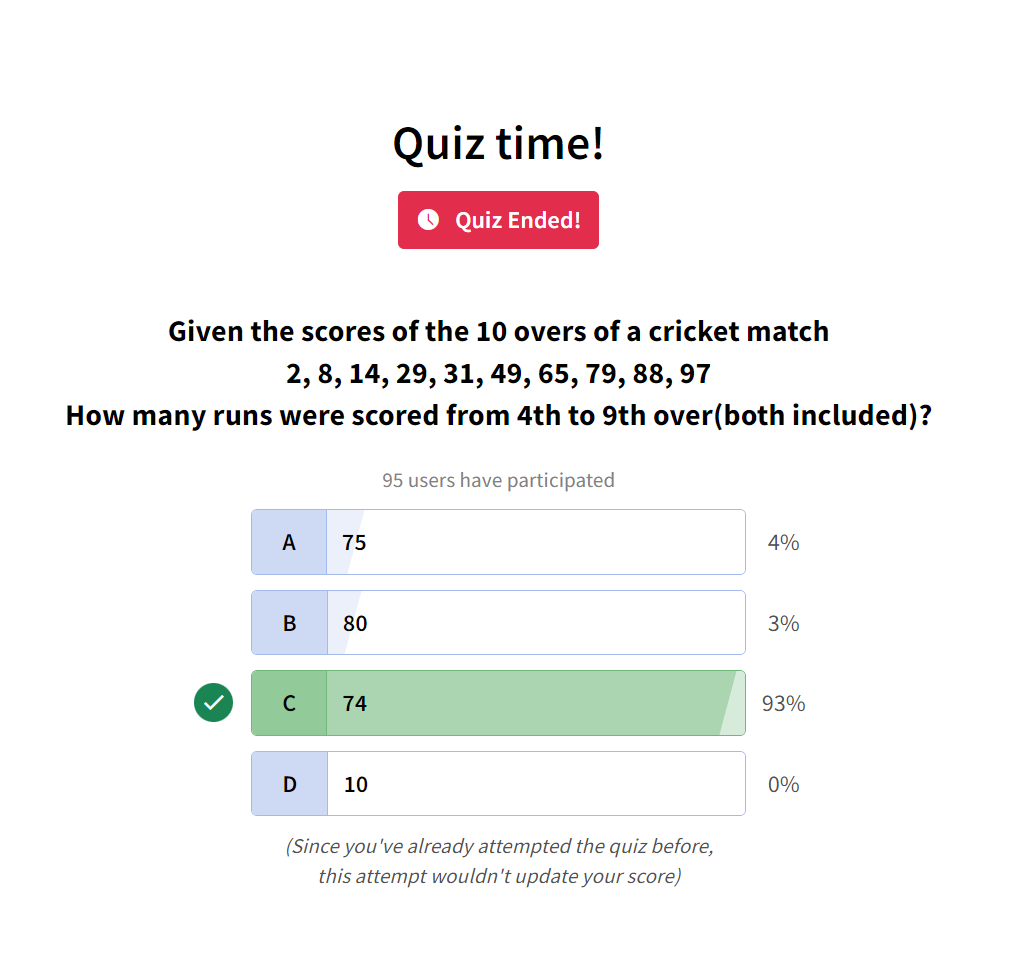 Quiz time!
Quiz Ended!
Given the scores of the 10 overs of a cricket match
2, 8, 14, 29, 31, 49, 65, 79, 88, 97
How many runs were scored from 4th to 9th over(both included)?
95 users have participated
A 75 4%
B 80 3%
C 74 93%
D 10 0%
(Since you've already attempted the quiz before,
this attempt wouldn't update your score)